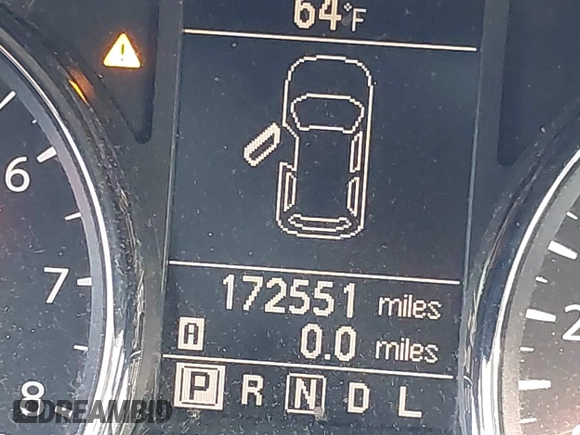 64°F
6
7
8
172551 miles
A 0.0 miles
P R N D L
2
DREAMBID